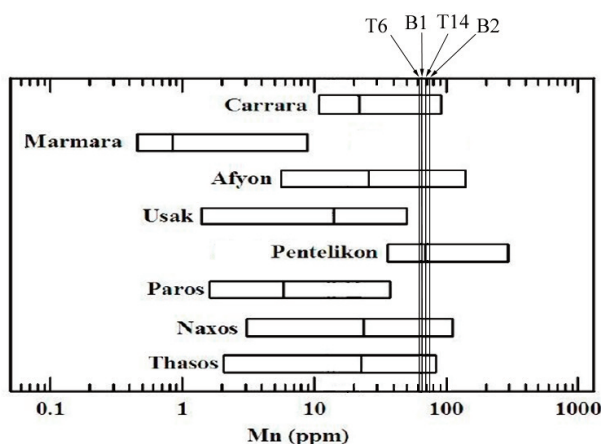 T6 B1 T14 B2
Carrara
Marmara
Afyon
Usak
Pentelikon
Paros
Naxos
Thasos
0.1 1 10 100 1000
Mn (ppm)